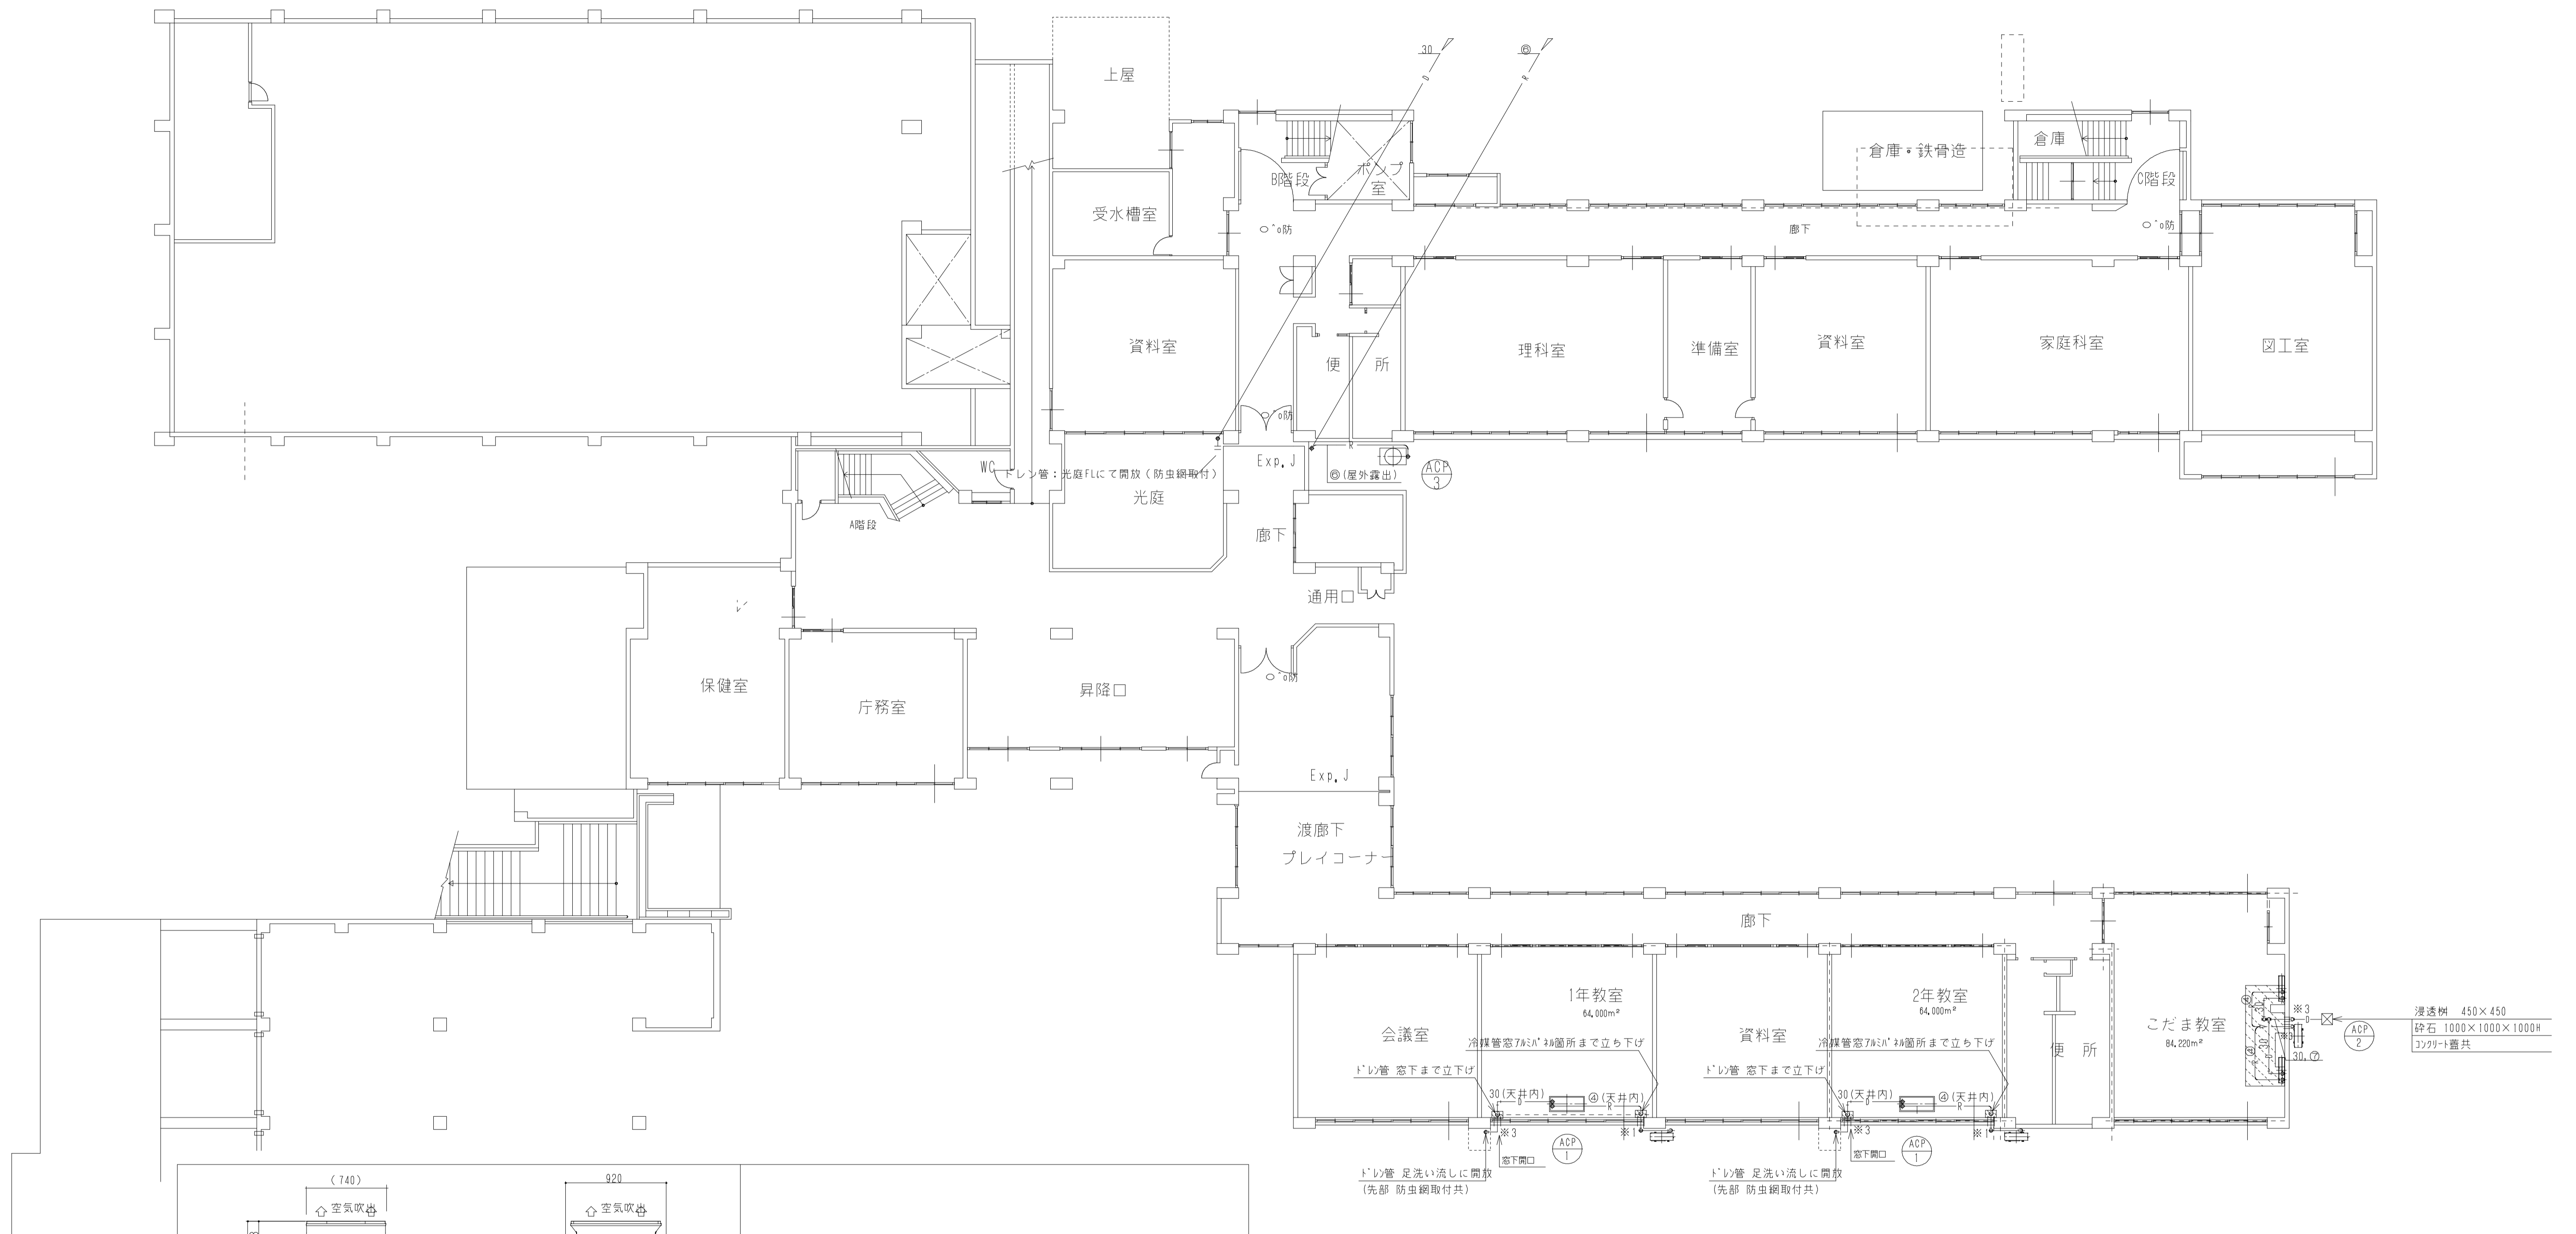 30
D
⑥
R
上屋
倉庫
倉庫・鉄骨造
ポンプ
室
B階段
C階段
受水槽室
廊下
資料室
便 所
理科室
準備室
資料室
家庭科室
図工室
WC
ドレン管：光庭FLにて開放（防虫網取付）
Exp.J
R
⑥(屋外露出)
ACP
3
光庭
A階段
廊下
通用口
保健室
庁務室
昇降口
Exp.J
渡廊下
プレイコーナー
廊下
1年教室
64.000m²
2年教室
64.000m²
会議室
資料室
便 所
こだま教室
84.220m²
冷媒管窓アルミパネル箇所まで立ち下げ
冷媒管窓アルミパネル箇所まで立ち下げ
ドレン管 窓下まで立下げ
ドレン管 窓下まで立下げ
30(天井内)
D
④(天井内)
R
30(天井内)
D
④(天井内)
R
※3
※1
ACP
1
窓下開口
※3
※1
ACP
1
窓下開口
ドレン管 足洗い流しに開放
(先部 防虫網取付共)
ドレン管 足洗い流しに開放
(先部 防虫網取付共)
※3
D
30
30
30,⑦
ACP
2
浸透桝 450×450
砕石 1000×1000×1000H
コンクリート蓋共
(740)
空気吹出
920
空気吹出